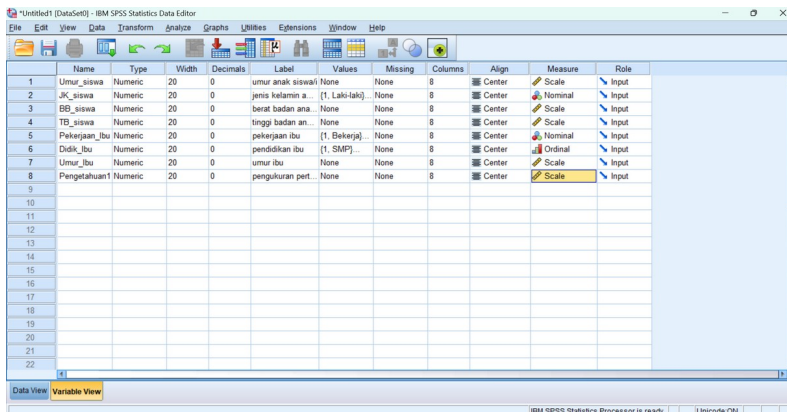 *Untitled1 [DataSet0] - IBM SPSS Statistics Data Editor
File Edit View Data Transform Analyze Graphs Utilities Extensions Window Help
Name Type Width Decimals Label Values Missing Columns Align Measure Role
1 Umur_siswa Numeric 20 0 umur anak siswa/i None None 8 Center Scale Input
2 JK_siswa Numeric 20 0 jenis kelamin a... {1, Laki-laki}... None 8 Center Nominal Input
3 BB_siswa Numeric 20 0 berat badan ana... None None 8 Center Scale Input
4 TB_siswa Numeric 20 0 tinggi badan an... None None 8 Center Scale Input
5 Pekerjaan_Ibu Numeric 20 0 pekerjaan ibu {1, Bekerja}... None 8 Center Nominal Input
6 Didik_Ibu Numeric 20 0 pendidikan ibu {1, SMP}... None 8 Center Ordinal Input
7 Umur_Ibu Numeric 20 0 umur ibu None None 8 Center Scale Input
8 Pengetahuan1 Numeric 20 0 pengukuran pert... None None 8 Center Scale Input
9
10
11
12
13
14
15
16
17
18
19
20
21
22
Data View Variable View
IBM SPSS Statistics Processor is ready Unicode:ON